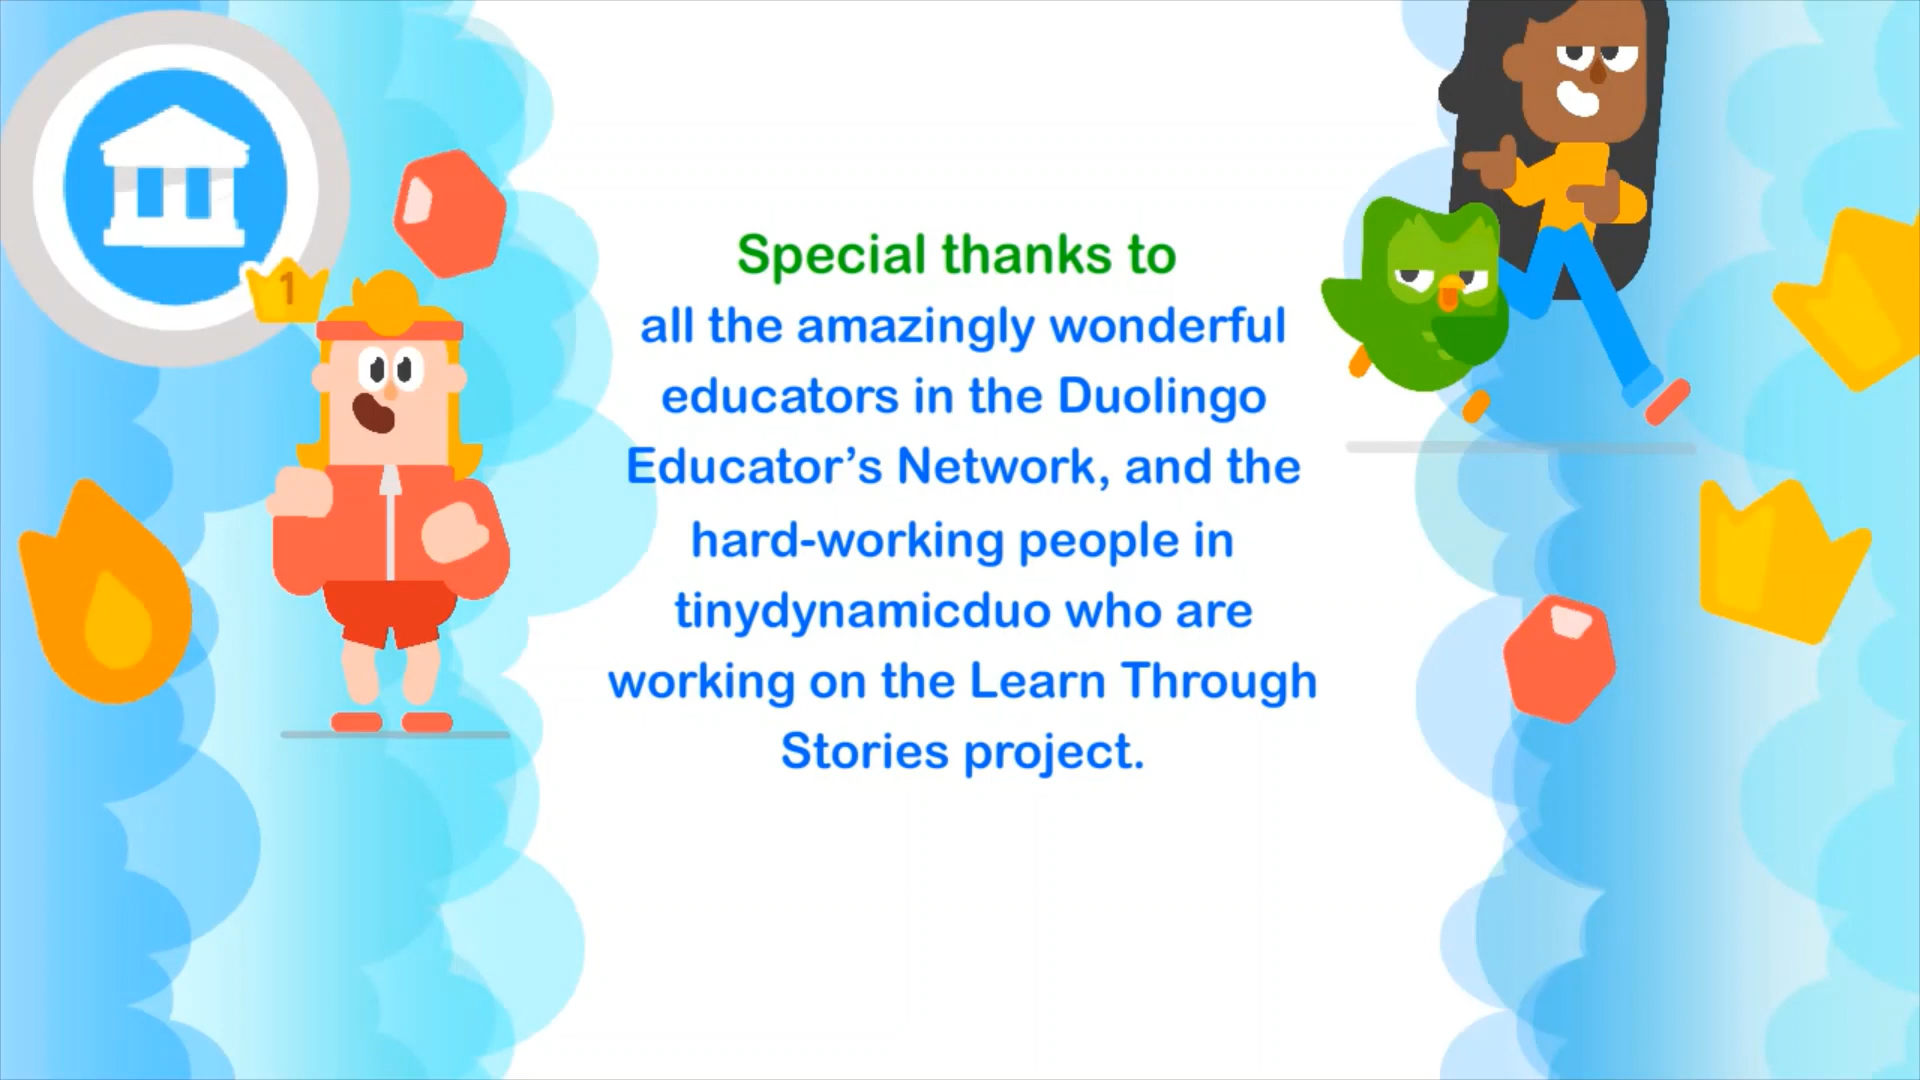 1
Special thanks to
all the amazingly wonderful
educators in the Duolingo
Educator’s Network, and the
hard-working people in
tinydynamicduo who are
working on the Learn Through
Stories project.